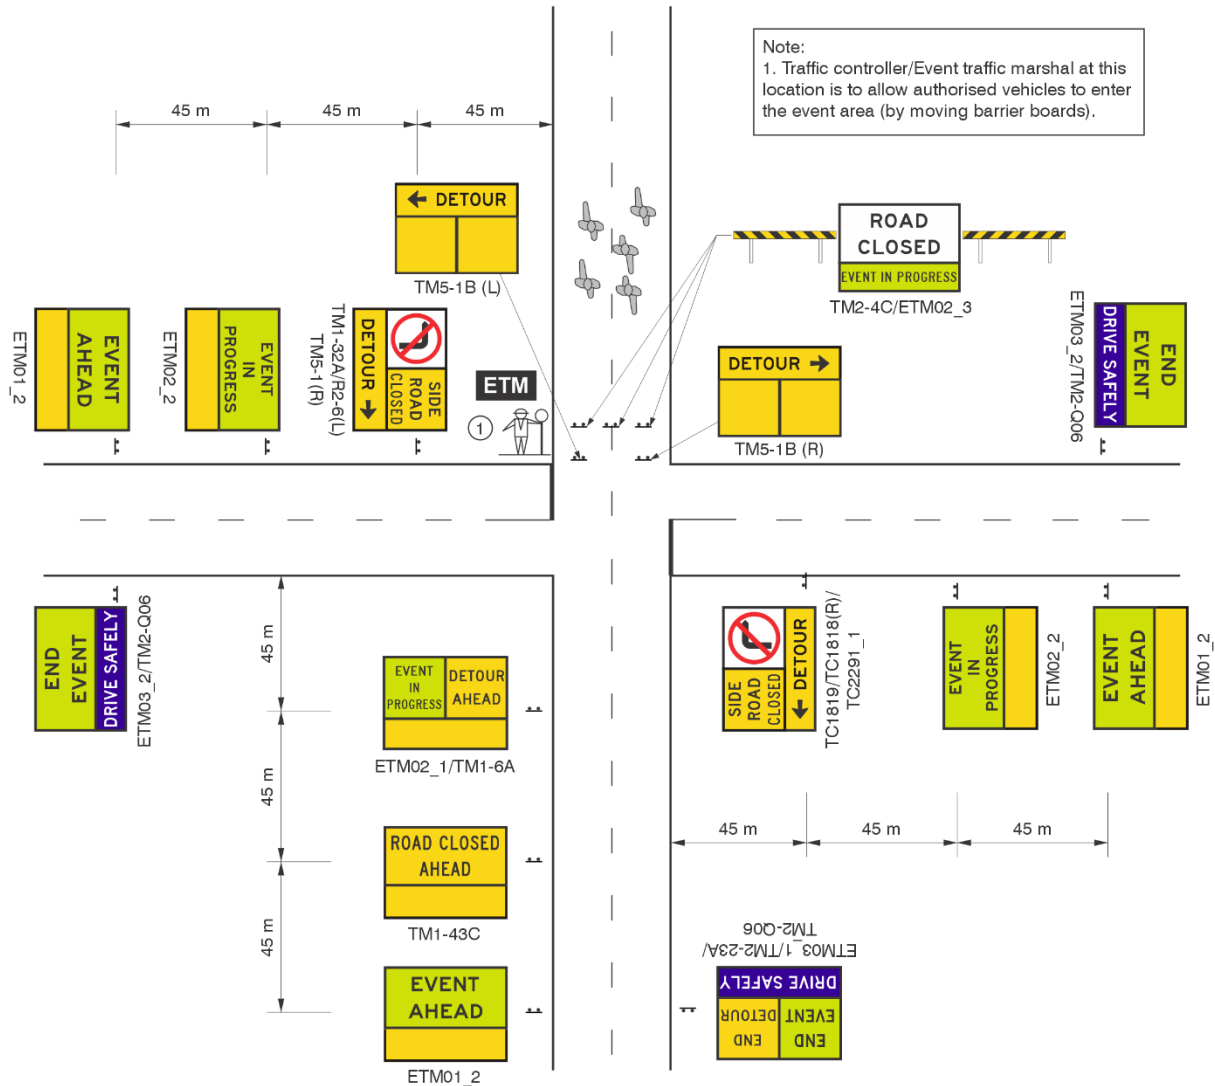 Note:
1. Traffic controller/Event traffic marshal at this
location is to allow authorised vehicles to enter
the event area (by moving barrier boards).
45 m
45 m
45 m
DETOUR
TM5-1B (L)
ROAD
CLOSED
EVENT IN PROGRESS
TM2-4C/ETM02_3
EVENT
AHEAD
ETM01_2
EVENT
IN
PROGRESS
ETM02_2
SIDE
ROAD
CLOSED
DETOUR
TM1-32A/R2-6(L)
TM5-1(R)
ETM
1
DETOUR
TM5-1B (R)
END
EVENT
DRIVE SAFELY
ETM03_2/TM2-Q06
END
EVENT
DRIVE SAFELY
ETM03_2/TM2-Q06
45 m
45 m
45 m
EVENT
IN
PROGRESS
DETOUR
AHEAD
ETM02_1/TM1-6A
ROAD CLOSED
AHEAD
TM1-43C
EVENT
AHEAD
ETM01_2
SIDE
ROAD
CLOSED
DETOUR
TC1819/TC1818(R)/
TC2291_1
EVENT
IN
PROGRESS
ETM02_2
EVENT
AHEAD
ETM01_2
45 m
45 m
45 m
END
EVENT
END
DETOUR
DRIVE SAFELY
ETM03_1/TM2-23A/
TM2-Q06